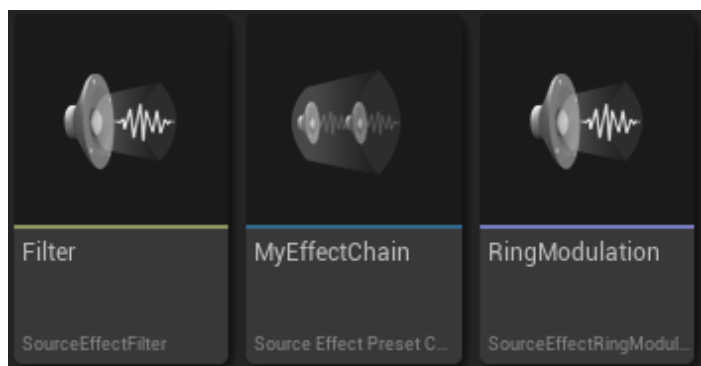 Filter
SourceEffectFilter
MyEffectChain
Source Effect Preset C...
RingModulation
SourceEffectRingModul...